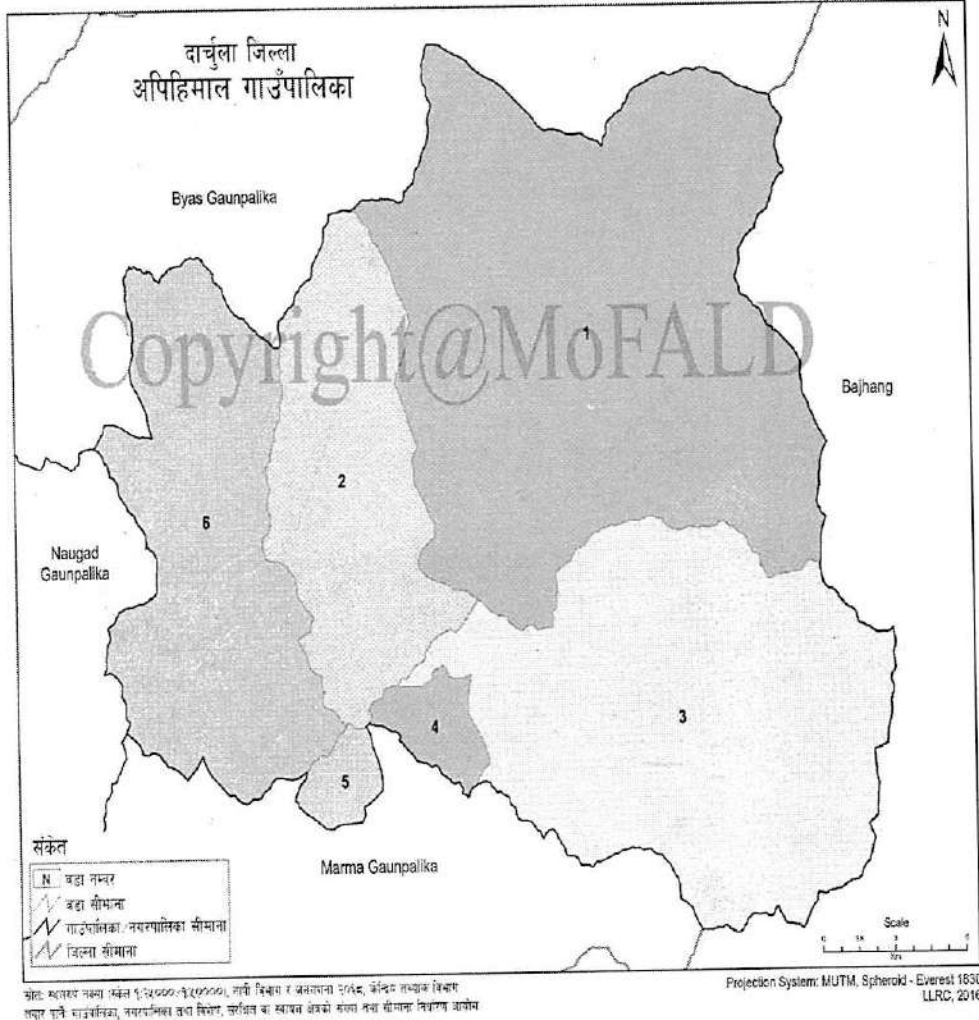 दार्चुला जिल्ला
अपिहिमाल गाउँपालिका
N
Byas Gaunpalika
Copyright@MoFALD
1
Bajhang
2
6
Naugad
Gaunpalika
3
4
5
Marma Gaunpalika
संकेत
N वडा नम्बर
वडा सीमाना
गाउँपालिका/नगरपालिका सीमाना
जिल्ला सीमाना
Scale
Projection System: MUTM, Spheroid - Everest 1830
LLRC, 2016